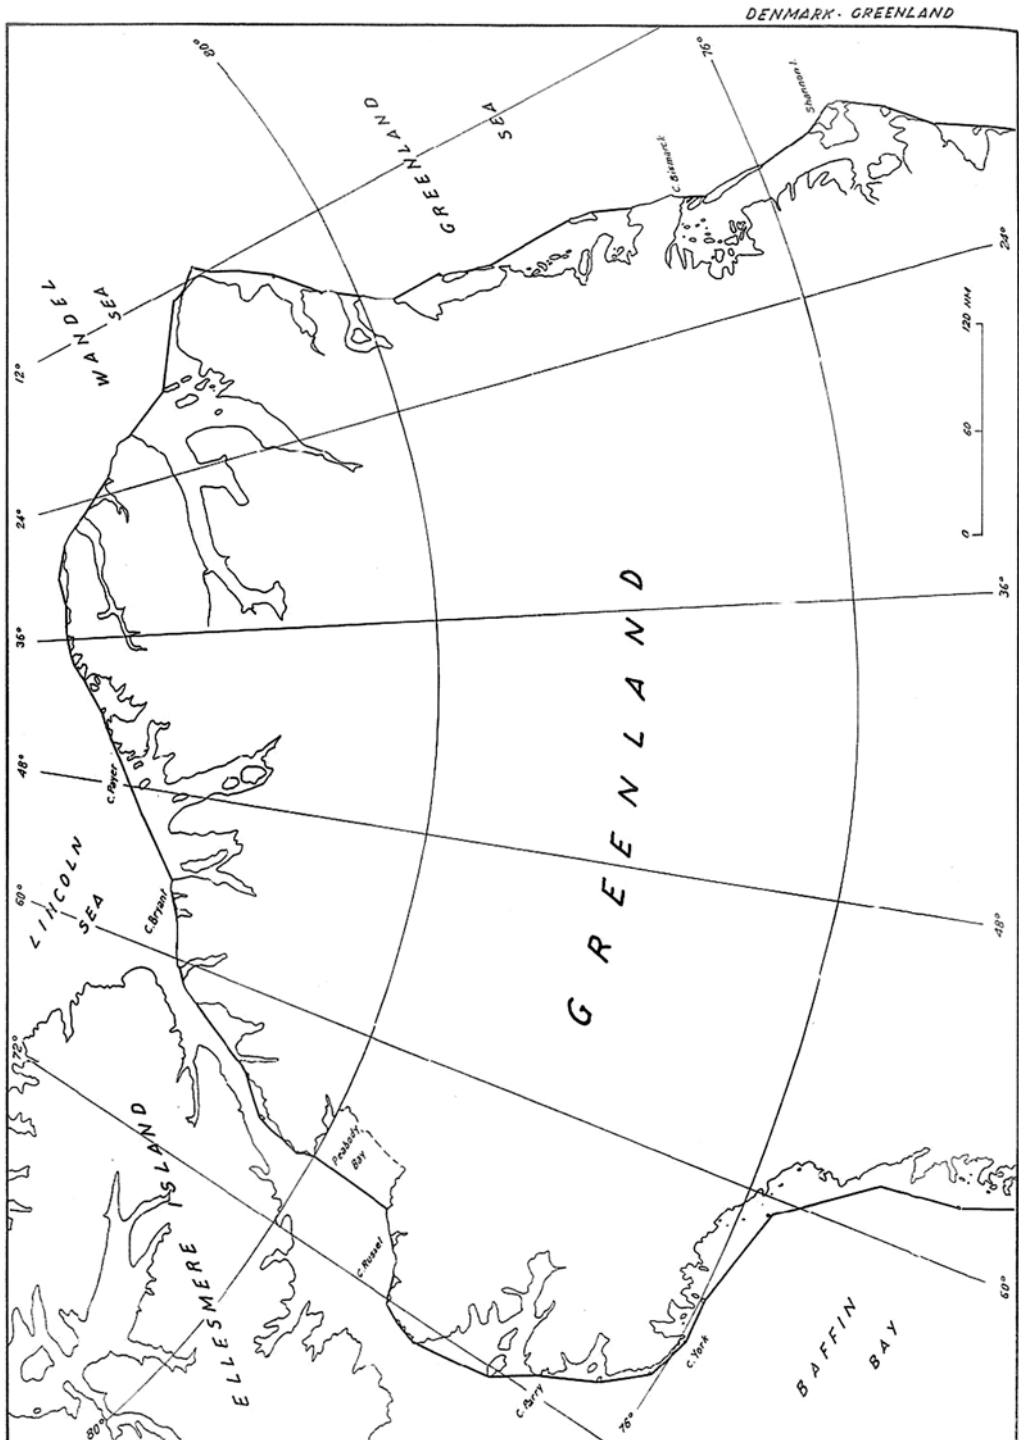 DENMARK - GREENLAND
80°
76°
GREENLAND
SEA
Shannon I.
C. Bismarck
24°
WANDEL
SEA
12°
120 NM
60
0
24°
36°
36°
48°
C. Payer
GREENLAND
LINCOLN
SEA
60°
C. Bryant
48°
72°
ELLESMERE ISLAND
Peabody
Bay
C. Russel
60°
BAFFIN
BAY
C. York
C. Parry
76°
80°